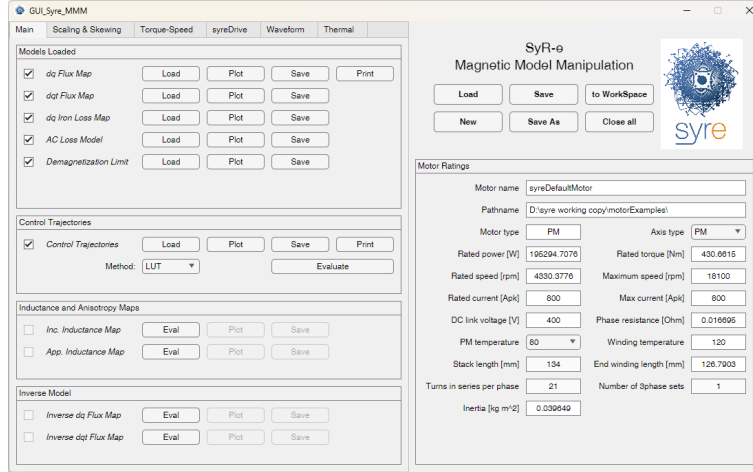 GUI_Syre_MMM
Main Scaling & Skewing Torque-Speed syreDrive Waveform Thermal
Models Loaded
dq Flux Map Load Plot Save Print
dqt Flux Map Load Plot Save
dq Iron Loss Map Load Plot Save
AC Loss Model Load Plot Save
Demagnetization Limit Load Plot Save
Control Trajectories
Control Trajectories Load Plot Save Print
Method: LUT Evaluate
Inductance and Anisotropy Maps
Inc. Inductance Map Eval Plot Save
App. Inductance Map Eval Plot Save
Inverse Model
Inverse dq Flux Map Eval Plot Save
Inverse dqt Flux Map Eval Plot Save
SyR-e
Magnetic Model Manipulation
Load Save to WorkSpace
New Save As Close all
syre
Motor Ratings
Motor name syreDefaultMotor
Pathname D:\syre working copy\motorExamples\
Motor type PM Axis type PM
Rated power [W] 195294.7076 Rated torque [Nm] 430.6615
Rated speed [rpm] 4330.3776 Maximum speed [rpm] 18100
Rated current [Apk] 800 Max current [Apk] 800
DC link voltage [V] 400 Phase resistance [Ohm] 0.016695
PM temperature 80 Winding temperature 120
Stack length [mm] 134 End winding length [mm] 126.7903
Turns in series per phase 21 Number of 3phase sets 1
Inertia [kg m^2] 0.039649